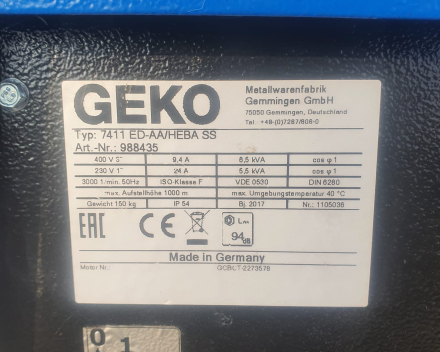 GEKO
Metallwarenfabrik
Gemmingen GmbH
75050 Gemmingen, Deutschland
Tel. +49-(0)7267/806-0
Typ: 7411 ED-AA/HEBA SS
Art.-Nr.: 988435
400 V 3~ 9,4 A 6,5 kVA cos φ 1
230 V 1~ 24 A 5,5 kVA cos φ 1
3000 1/min. 50Hz ISO-Klasse F VDE 0530 DIN 6280
max. Aufstellhöhe 1000 m max. Umgebungstemperatur 40 °C
Gewicht 150 kg IP 54 Bj. 2017 Nr.: 1105036
EAC CE LWA
94 dB
Made in Germany
Motor Nr.: GCBKT-2273578
0 1